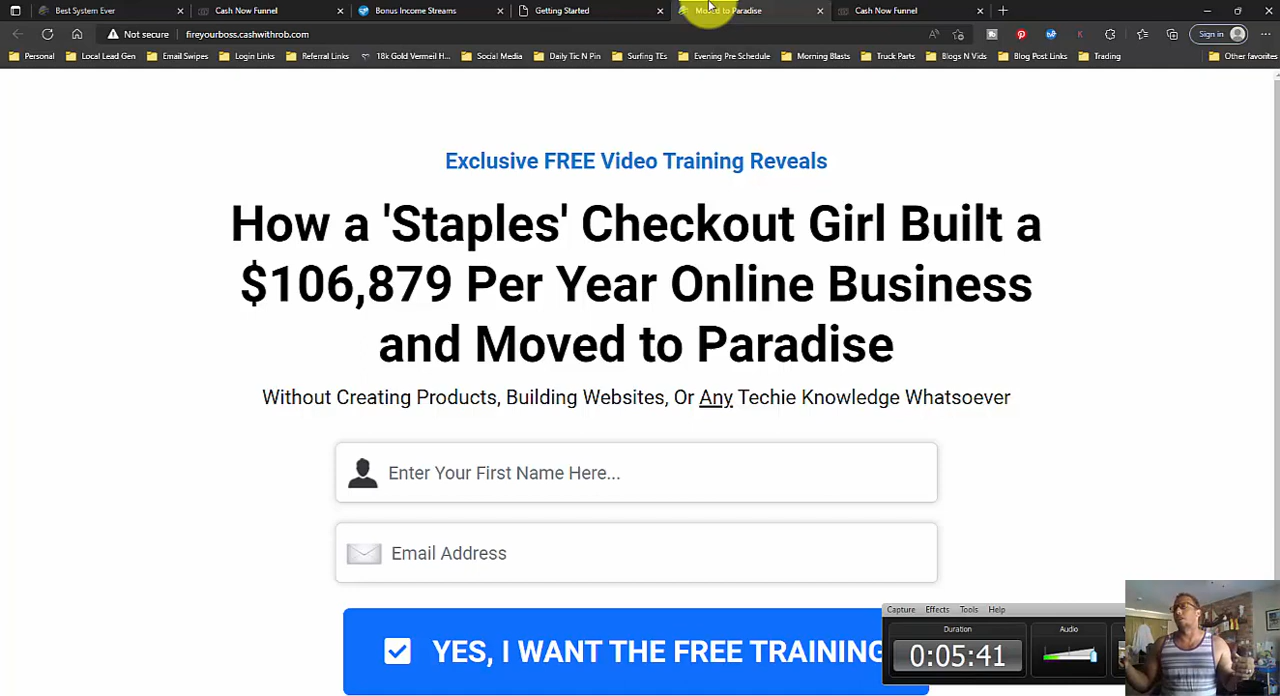 Best System Ever
Cash Now Funnel
Bonus Income Streams
Getting Started
Moved to Paradise
Cash Now Funnel
Not secure
fireyourboss.cashwithrob.com
Sign in
Personal
Local Lead Gen
Email Swipes
Login Links
Referral Links
18k Gold Vermeil H...
Social Media
Daily Tic N Pin
Surfing TEs
Evening Pre Schedule
Morning Blasts
Truck Parts
Blogs N Vids
Blog Post Links
Trading
Other favorites
Exclusive FREE Video Training Reveals
How a 'Staples' Checkout Girl Built a
$106,879 Per Year Online Business
and Moved to Paradise
Without Creating Products, Building Websites, Or Any Techie Knowledge Whatsoever
Enter Your First Name Here...
Email Address
YES, I WANT THE FREE TRAINING
Capture Effects Tools Help
Duration
Audio
0:05:41